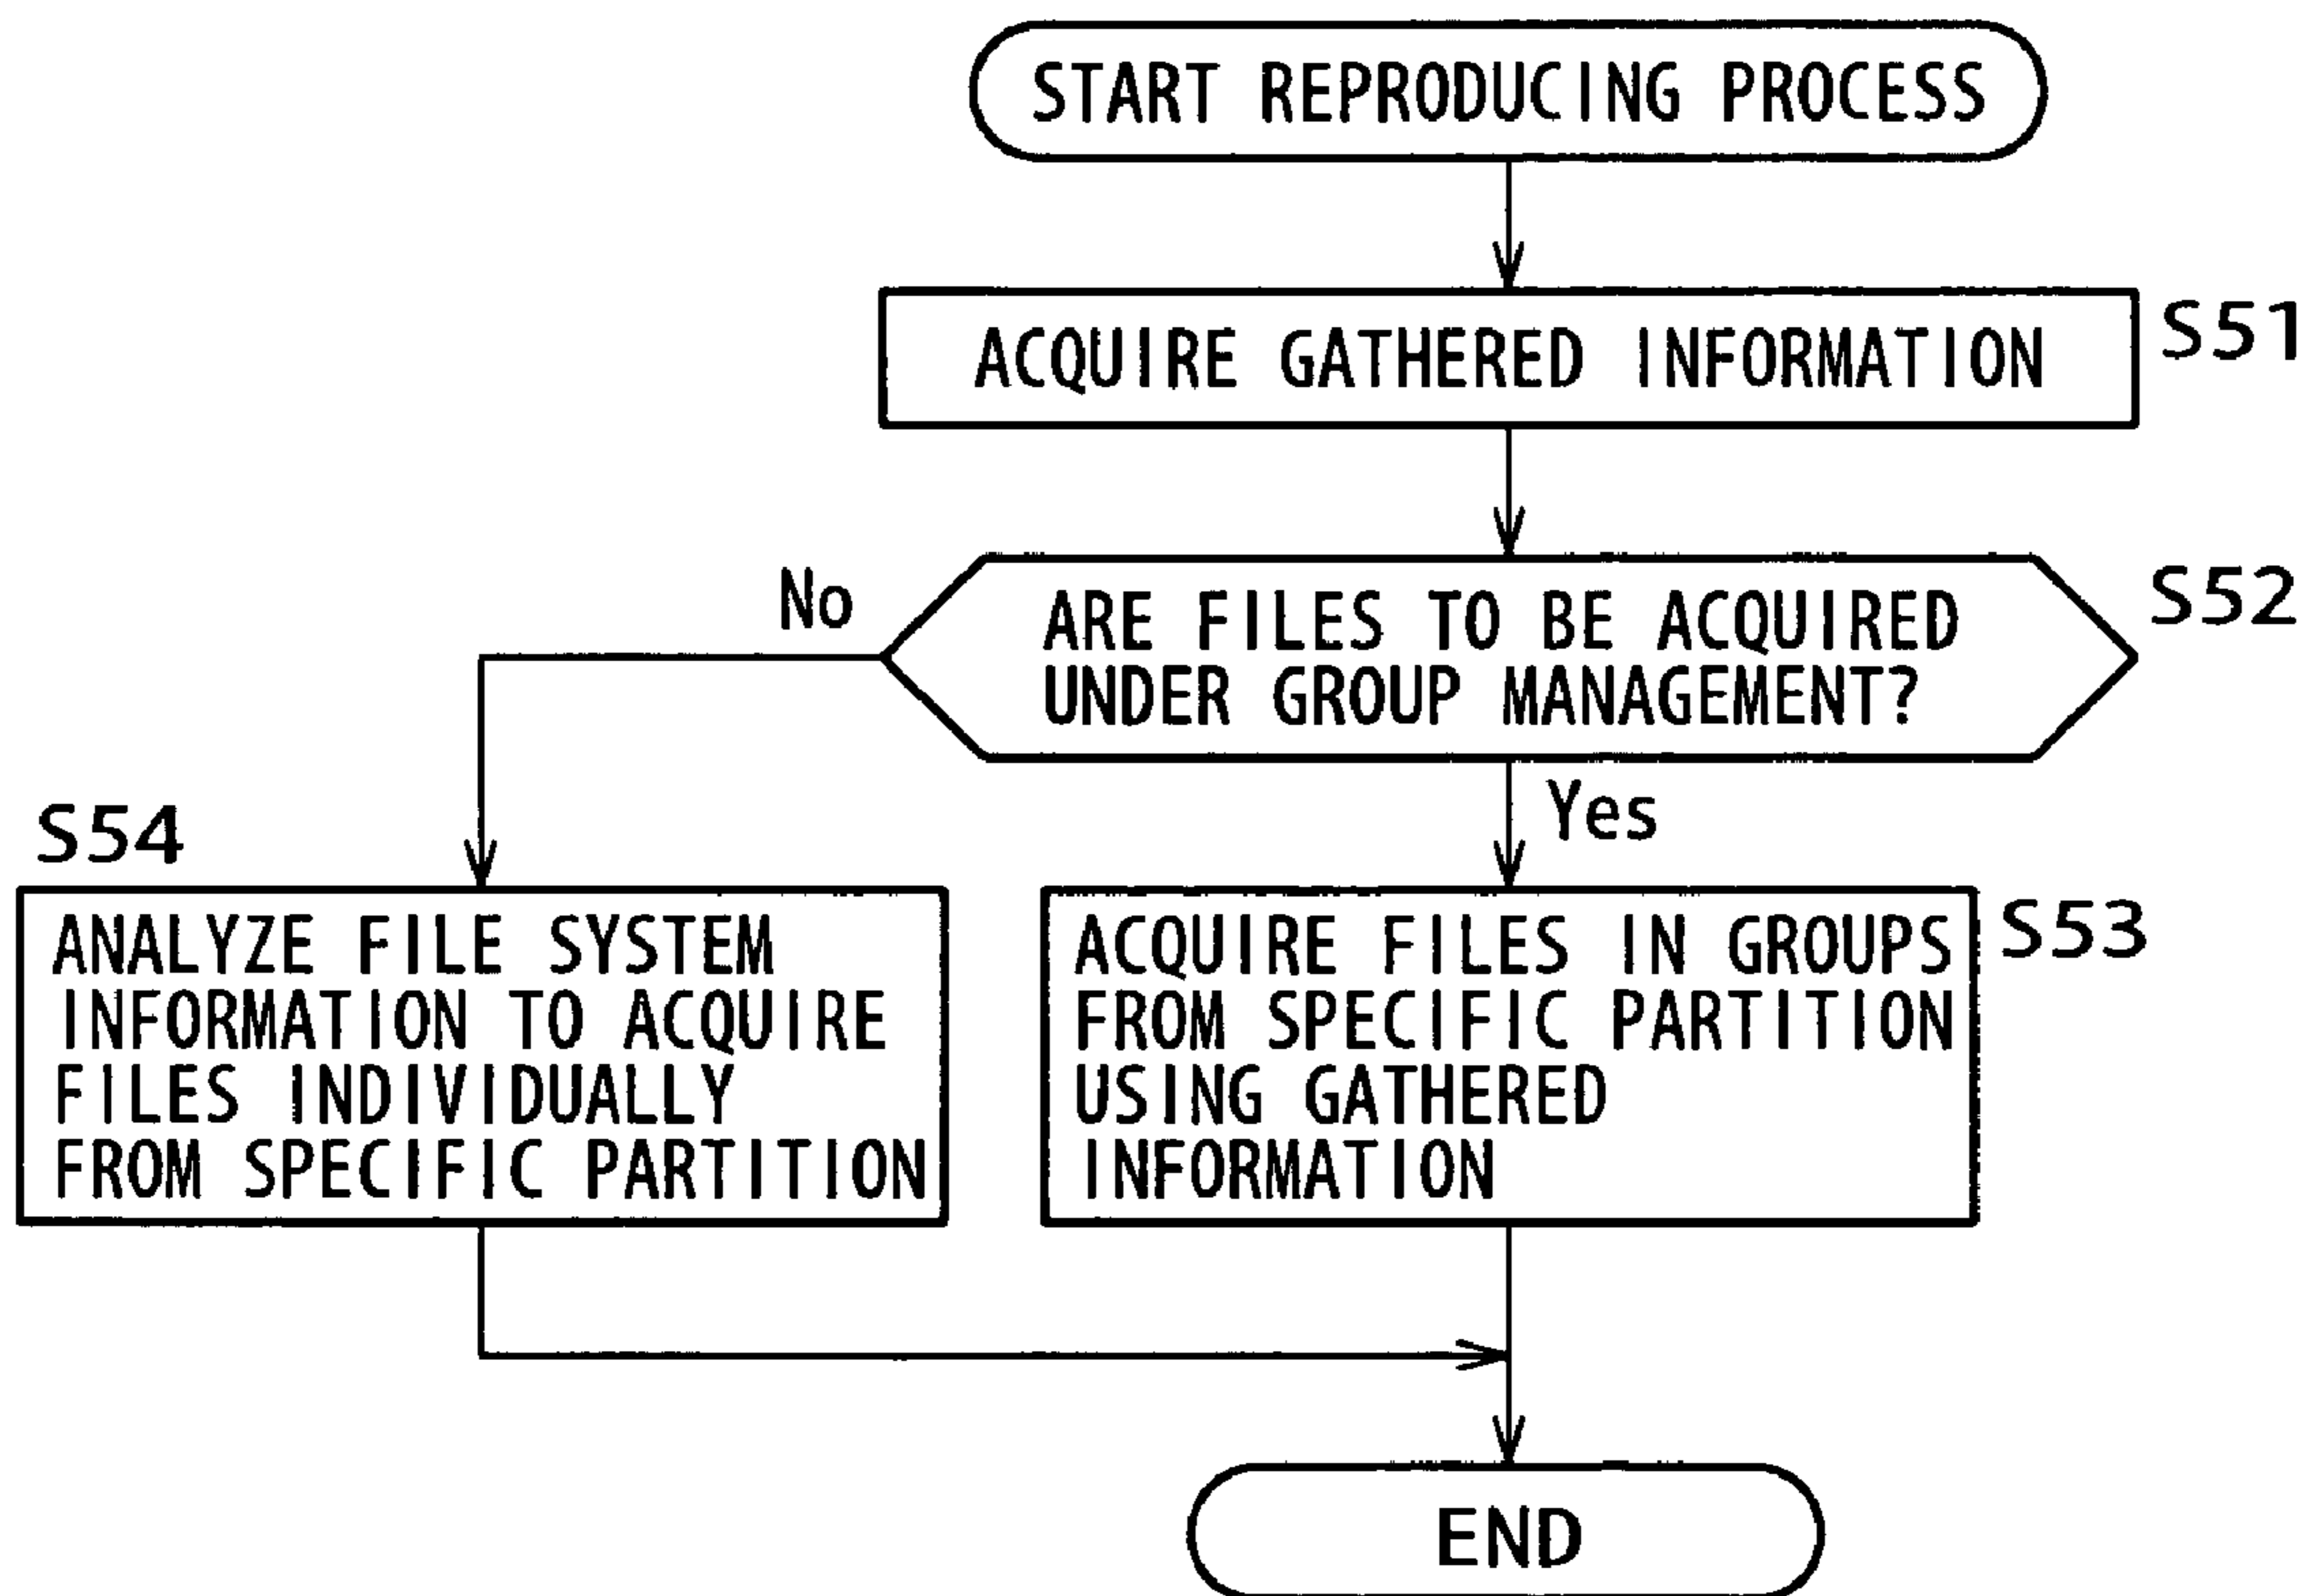 START REPRODUCING PROCESS
ACQUIRE GATHERED INFORMATION
S51
No
ARE FILES TO BE ACQUIRED
UNDER GROUP MANAGEMENT?
S52
Yes
S54
ANALYZE FILE SYSTEM
INFORMATION TO ACQUIRE
FILES INDIVIDUALLY
FROM SPECIFIC PARTITION
ACQUIRE FILES IN GROUPS
FROM SPECIFIC PARTITION
USING GATHERED
INFORMATION
S53
END